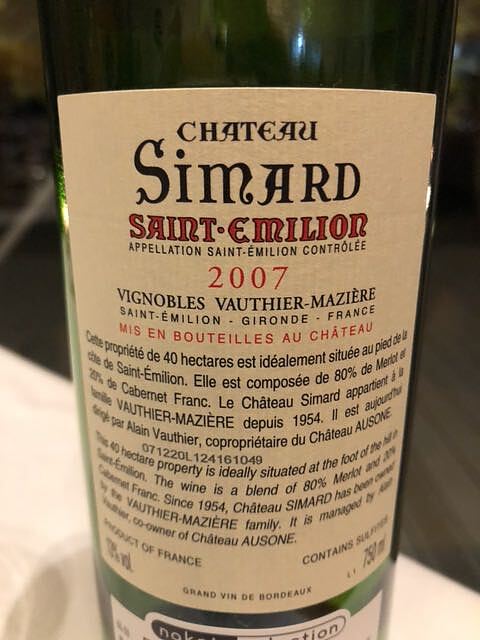 CHATEAU
SIMARD
SAINT·EMILION
APPELLATION SAINT-ÉMILION CONTRÔLÉE
2007
VIGNOBLES VAUTHIER-MAZIÈRE
SAINT-ÉMILION - GIRONDE - FRANCE
MIS EN BOUTEILLES AU CHÂTEAU
Cette propriété de 40 hectares est idéalement située au pied de la
côte de Saint-Émilion. Elle est composée de 80% de Merlot et
20% de Cabernet Franc. Le Château Simard appartient à la
famille VAUTHIER-MAZIÈRE depuis 1954. Il est aujourd'hui
dirigé par Alain Vauthier, copropriétaire du Château AUSONE.
071220L124161049
This 40 hectare property is ideally situated at the foot of the hill in
Saint-Émilion. The wine is a blend of 80% Merlot and 20%
Cabernet Franc. Since 1954, Château SIMARD has been owned
by the VAUTHIER-MAZIÈRE family. It is managed by Alain
Vauthier, co-owner of Château AUSONE.
PRODUCT OF FRANCE
CONTAINS SULFITES
13% vol.
L1
750 ml
GRAND VIN DE BORDEAUX